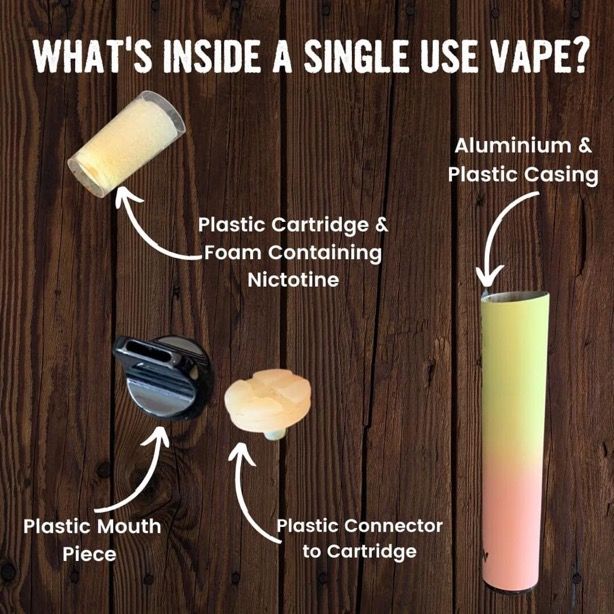 WHAT'S INSIDE A SINGLE USE VAPE?
Aluminium &
Plastic Casing
Plastic Cartridge &
Foam Containing
Nictotine
Plastic Mouth
Piece
Plastic Connector
to Cartridge